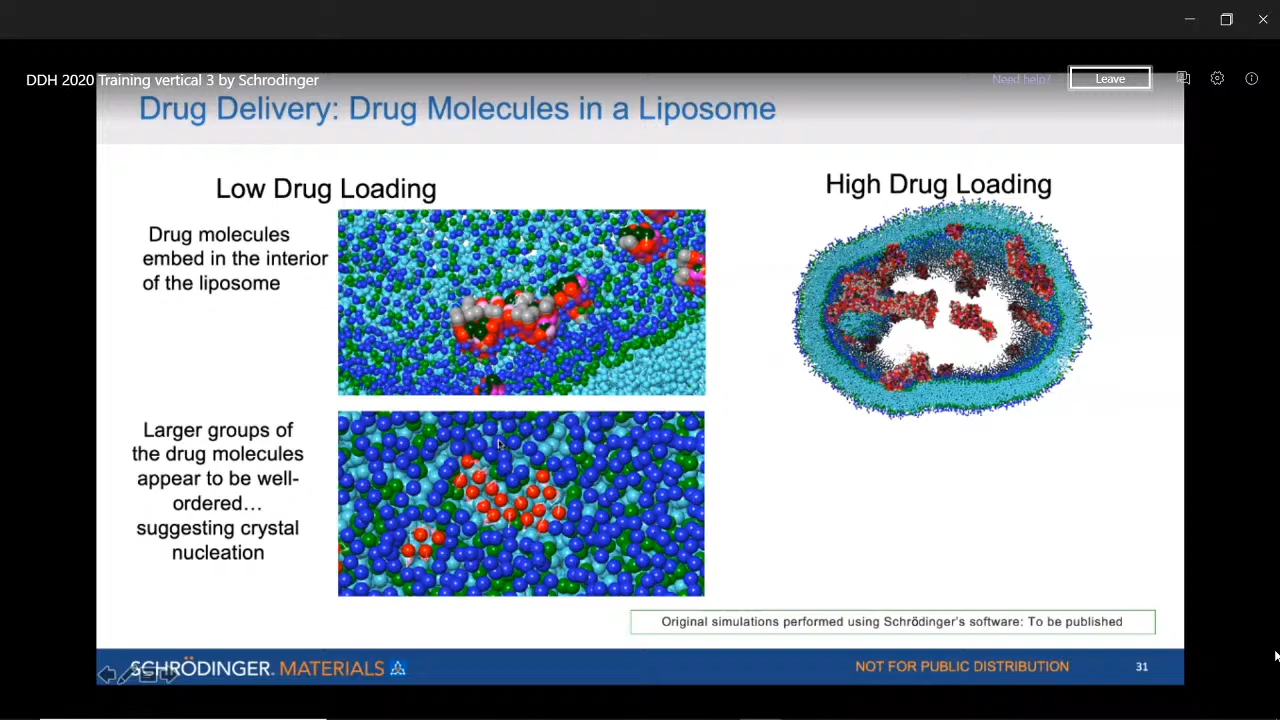 DDH 2020 Training vertical 3 by Schrodinger
Need help?
Leave
Drug Delivery: Drug Molecules in a Liposome
Low Drug Loading
Drug molecules
embed in the interior
of the liposome
Larger groups of
the drug molecules
appear to be well-
ordered…
suggesting crystal
nucleation
High Drug Loading
Original simulations performed using Schrödinger's software: To be published
SCHRÖDINGER. MATERIALS
NOT FOR PUBLIC DISTRIBUTION
31